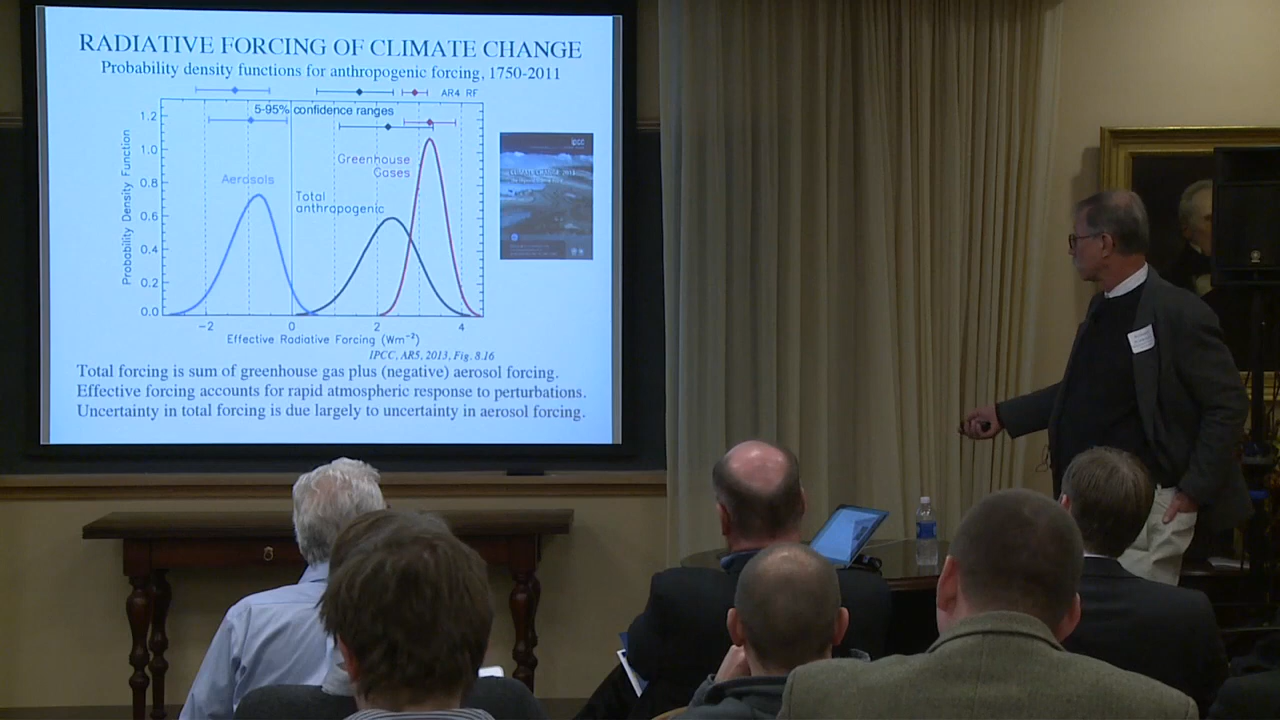 RADIATIVE FORCING OF CLIMATE CHANGE
Probability density functions for anthropogenic forcing, 1750-2011
AR4 RF
5-95% confidence ranges
Greenhouse
Gases
Aerosols
Total
anthropogenic
Probability Density Function
1.2
1.0
0.8
0.6
0.4
0.2
0.0
−2 0 2 4
Effective Radiative Forcing (Wm⁻²)
IPCC, AR5, 2013, Fig. 8.16
ipcc
CLIMATE CHANGE 2013
Total forcing is sum of greenhouse gas plus (negative) aerosol forcing.
Effective forcing accounts for rapid atmospheric response to perturbations.
Uncertainty in total forcing is due largely to uncertainty in aerosol forcing.